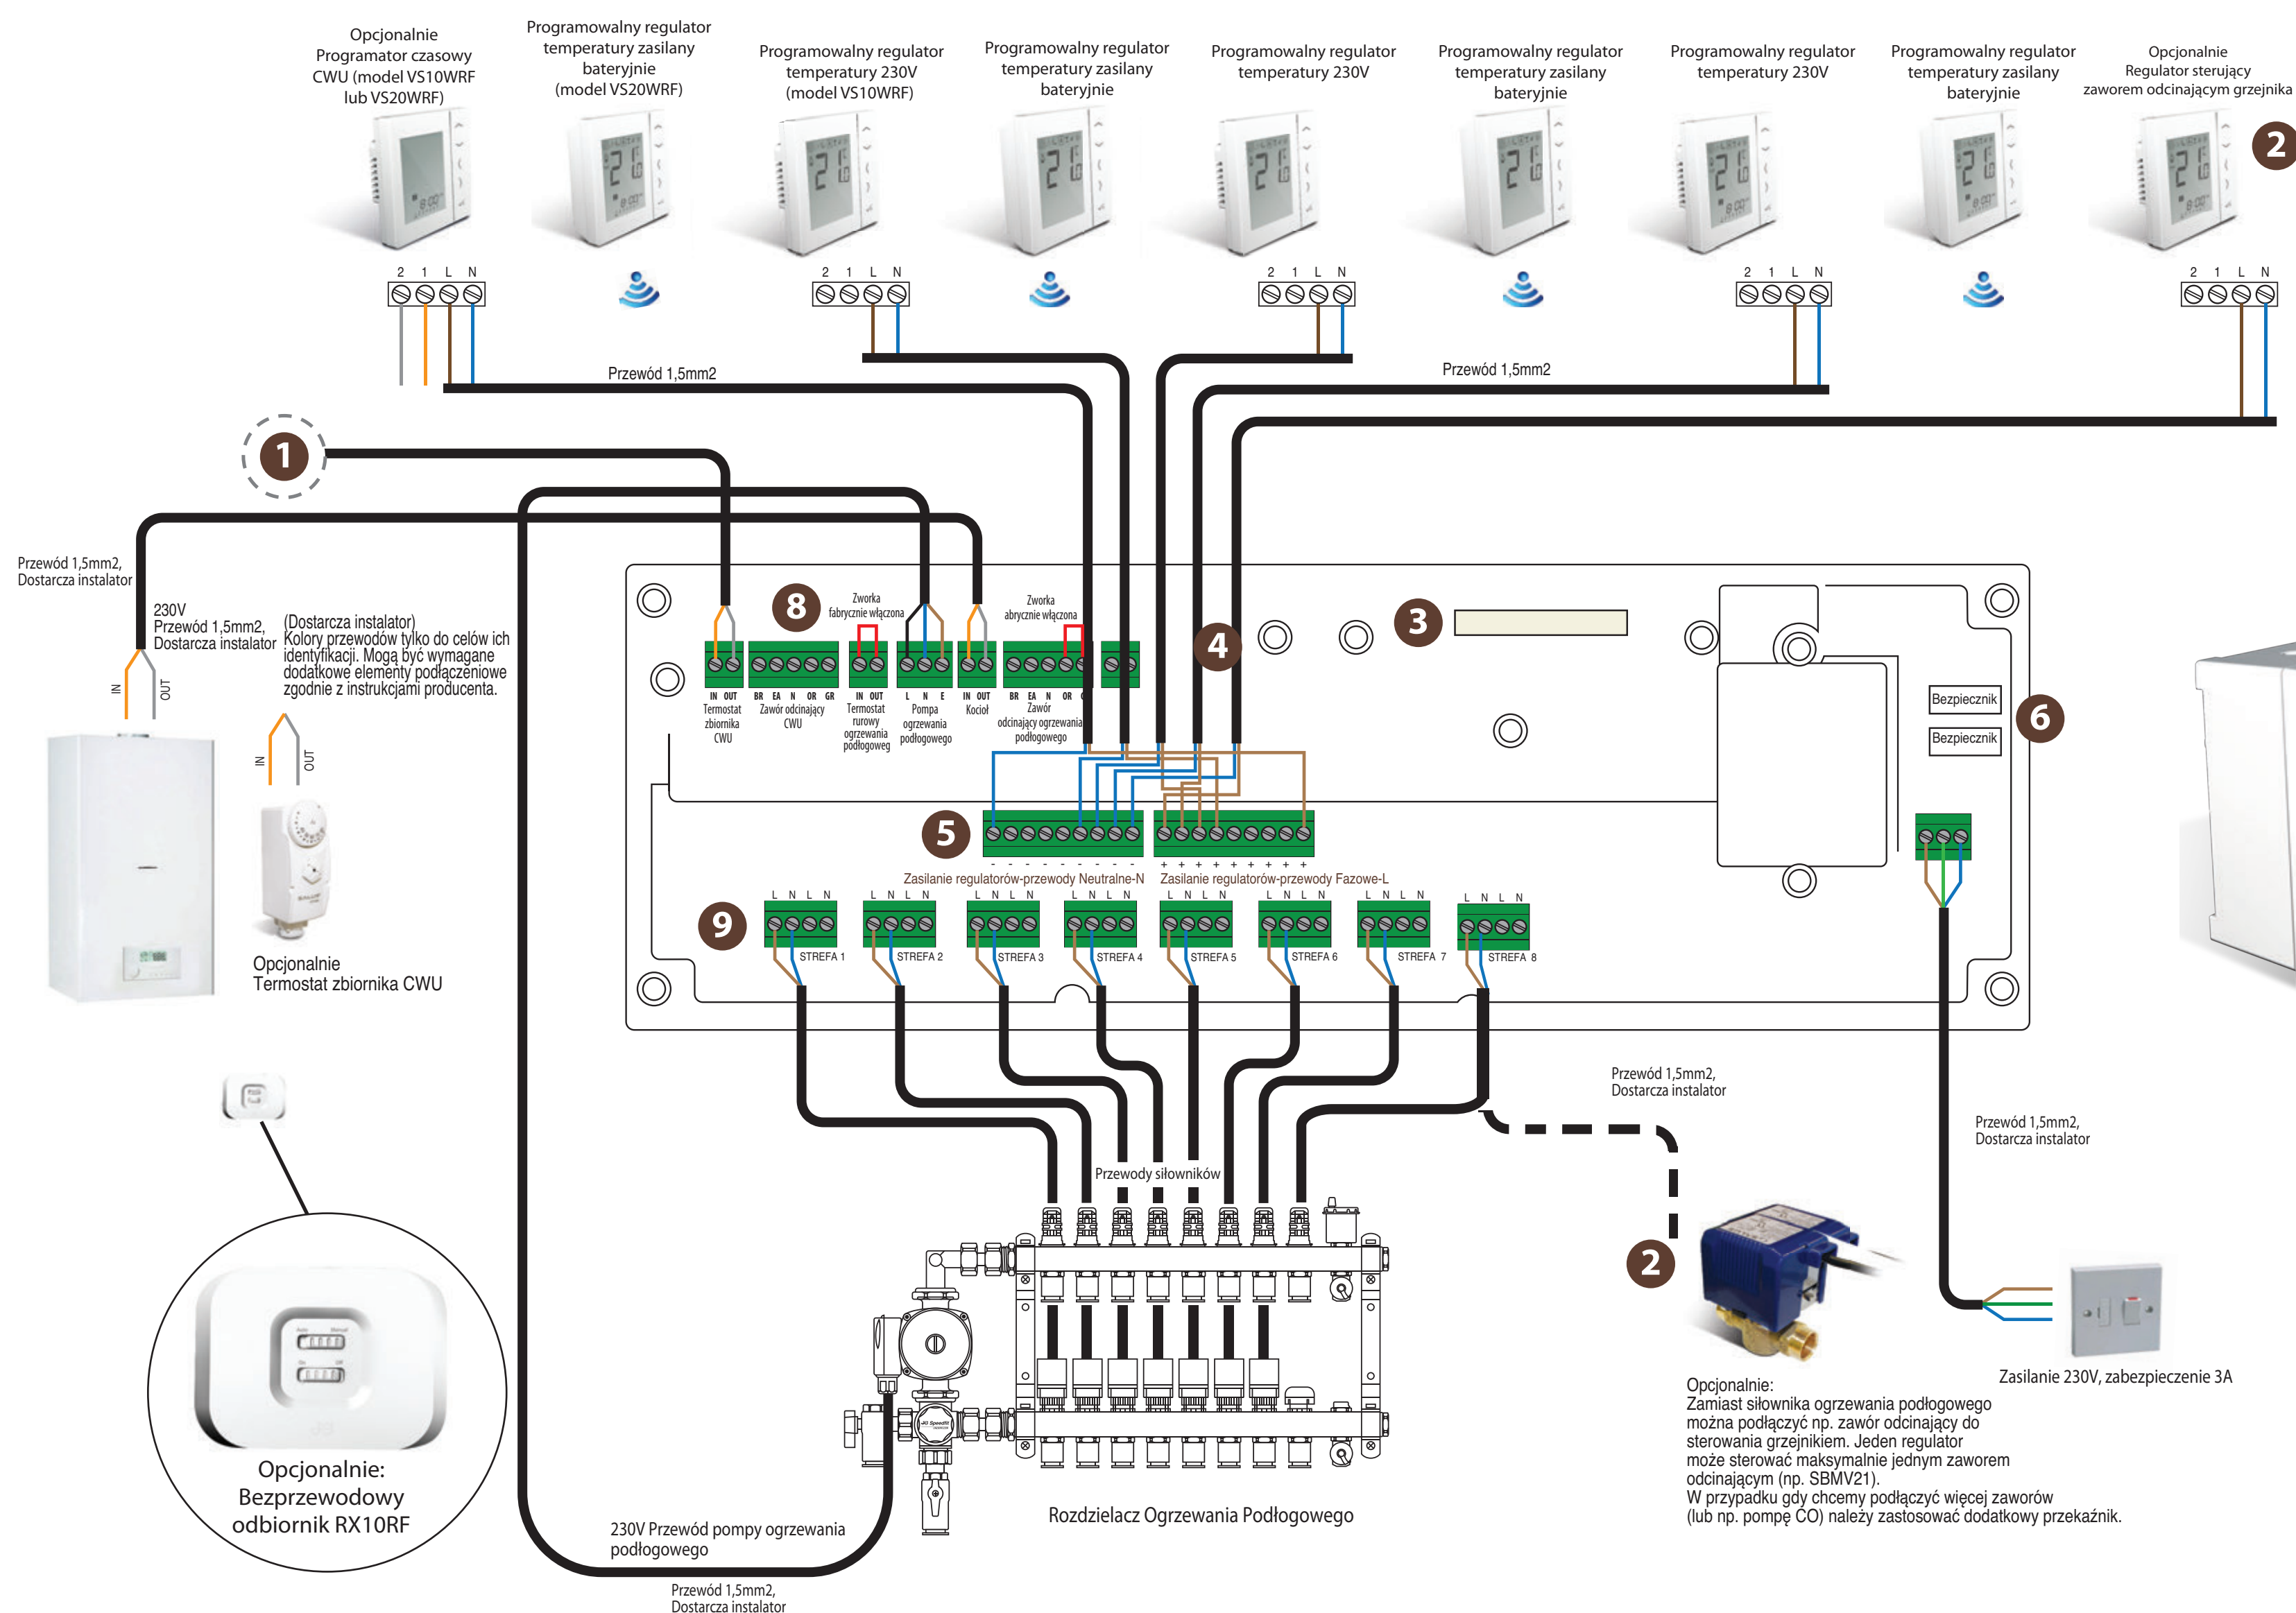 Opcjonalnie
Programator czasowy
CWU (model VS10WRF
lub VS20WRF)
Programowalny regulator
temperatury zasilany
bateryjnie
(model VS20WRF)
Programowalny regulator
temperatury 230V
(model VS10WRF)
Programowalny regulator
temperatury zasilany
bateryjnie
Programowalny regulator
temperatury 230V
Programowalny regulator
temperatury zasilany
bateryjnie
Programowalny regulator
temperatury 230V
Programowalny regulator
temperatury zasilany
bateryjnie
Opcjonalnie
Regulator sterujący
zaworem odcinającym grzejnika
2
2 1 L N
2 1 L N
2 1 L N
2 1 L N
2 1 L N
Przewód 1,5mm2
Przewód 1,5mm2
1
Przewód 1,5mm2,
Dostarcza instalator
230V
Przewód 1,5mm2,
Dostarcza instalator
(Dostarcza instalator)
Kolory przewodów tylko do celów ich
identyfikacji. Mogą być wymagane
dodatkowe elementy podłączeniowe
zgodnie z instrukcjami producenta.
IN
OUT
IN
OUT
Opcjonalnie
Termostat zbiornika CWU
8
Zworka
fabrycznie włączona
Zworka
abrycznie włączona
4
3
IN OUT
Termostat
zbiornika
CWU
BR EA N OR GR
Zawór odcinający
CWU
IN OUT
Termostat
rurowy
ogrzewania
podłogoweg
L N E
Pompa
ogrzewania
podłogowego
IN OUT
Kocioł
BR EA N OR
Zawór
odcinający ogrzewania
podłogowego
Bezpiecznik
Bezpiecznik
6
5
- - - - - - - - -
+ + + + + + + + +
Zasilanie regulatorów-przewody Neutralne-N
Zasilanie regulatorów-przewody Fazowe-L
9
L N L N
STREFA 1
L N L N
STREFA 2
L N L N
STREFA 3
L N L N
STREFA 4
L N L N
STREFA 5
L N L N
STREFA 6
L N L N
STREFA 7
L N L N
STREFA 8
Przewód 1,5mm2,
Dostarcza instalator
Przewód 1,5mm2,
Dostarcza instalator
Przewody siłowników
2
JG Speedfit
Zasilanie 230V, zabezpieczenie 3A
Opcjonalnie:
Zamiast siłownika ogrzewania podłogowego
można podłączyć np. zawór odcinający do
sterowania grzejnikiem. Jeden regulator
może sterować maksymalnie jednym zaworem
odcinającym (np. SBMV21).
W przypadku gdy chcemy podłączyć więcej zaworów
(lub np. pompę CO) należy zastosować dodatkowy przekaźnik.
Opcjonalnie:
Bezprzewodowy
odbiornik RX10RF
Rozdzielacz Ogrzewania Podłogowego
230V Przewód pompy ogrzewania
podłogowego
Przewód 1,5mm2,
Dostarcza instalator